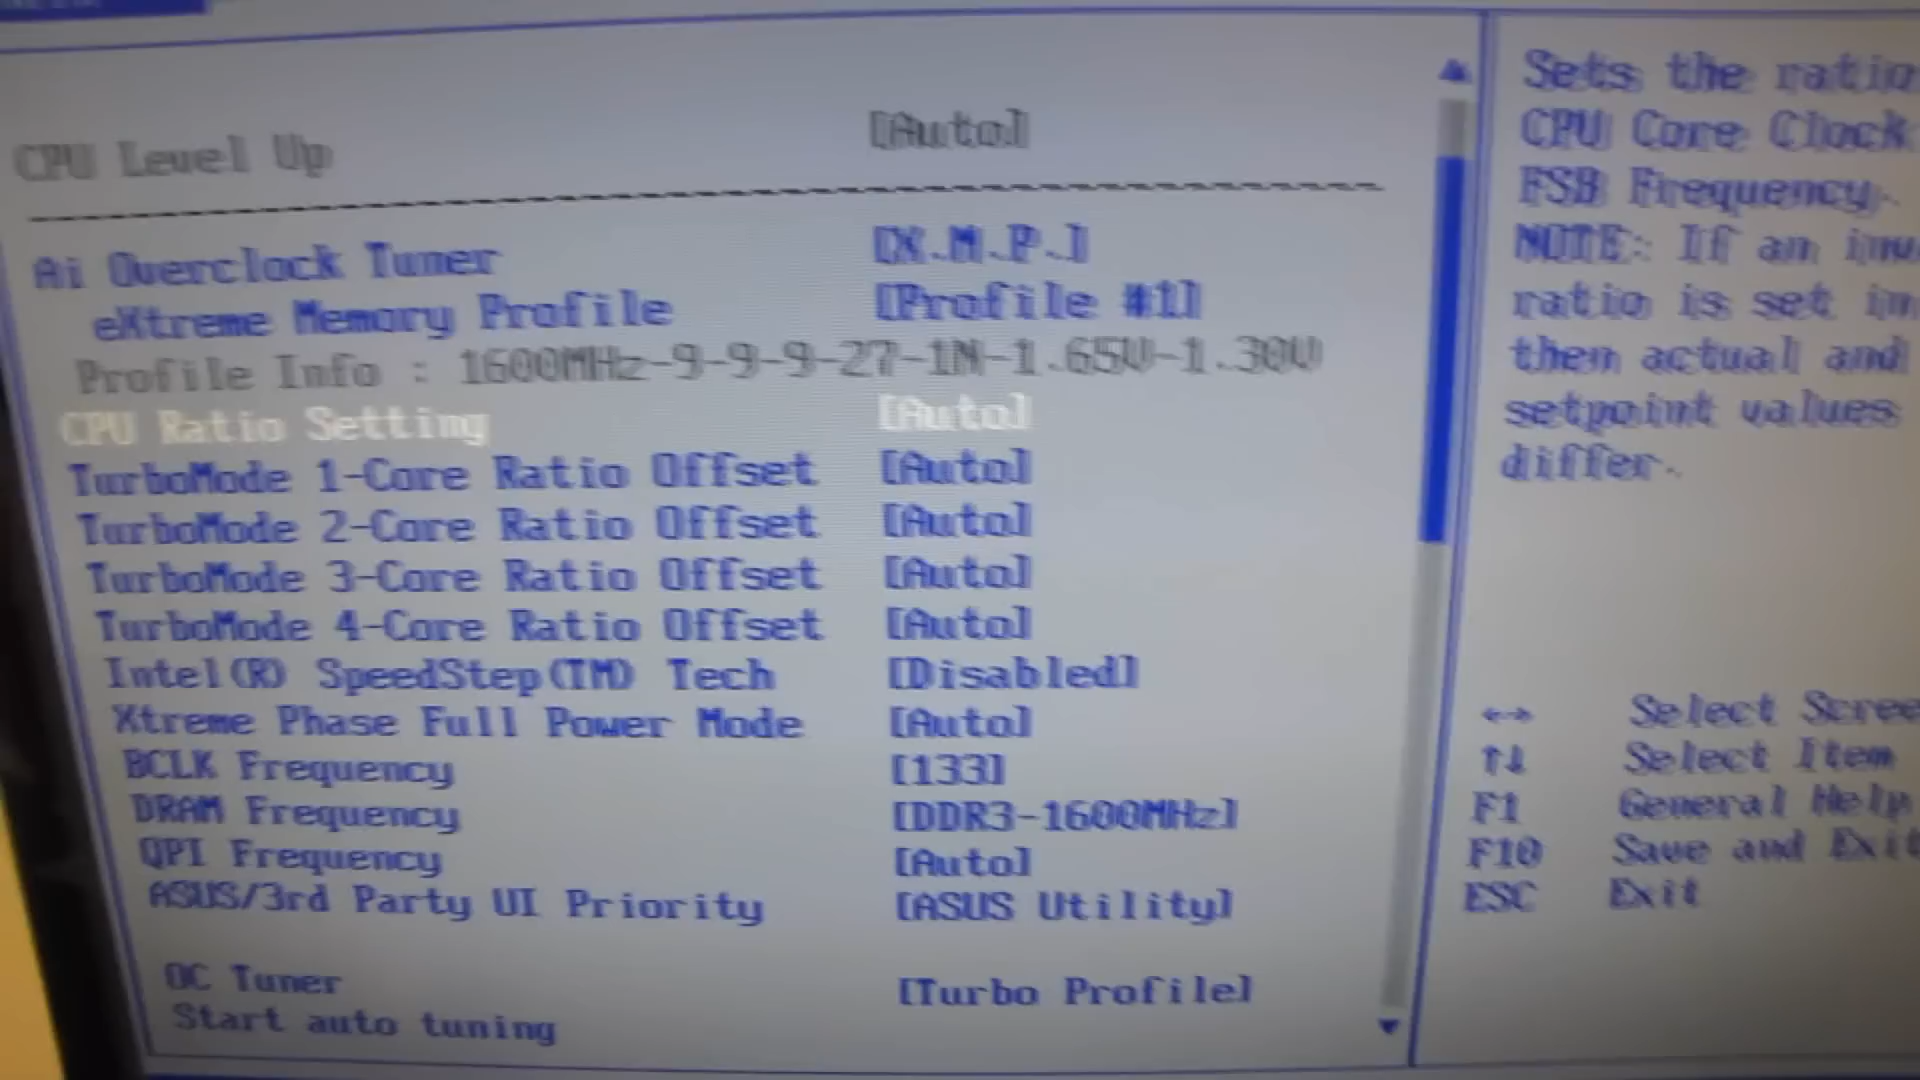 CPU Level Up [Auto]
Ai Overclock Tuner [X.M.P.]
eXtreme Memory Profile [Profile #1]
Profile Info : 1600MHz-9-9-9-27-1N-1.65V-1.30V
CPU Ratio Setting [Auto]
TurboMode 1-Core Ratio Offset [Auto]
TurboMode 2-Core Ratio Offset [Auto]
TurboMode 3-Core Ratio Offset [Auto]
TurboMode 4-Core Ratio Offset [Auto]
Intel(R) SpeedStep(TM) Tech [Disabled]
Xtreme Phase Full Power Mode [Auto]
BCLK Frequency [133]
DRAM Frequency [DDR3-1600MHz]
QPI Frequency [Auto]
ASUS/3rd Party UI Priority [ASUS Utility]
OC Tuner [Turbo Profile]
Start auto tuning
Sets the ratio
CPU Core Clock
FSB Frequency.
NOTE: If an inv
ratio is set in
then actual and
setpoint values
differ.
←→ Select Scree
↑↓ Select Item
F1 General Help
F10 Save and Exit
ESC Exit